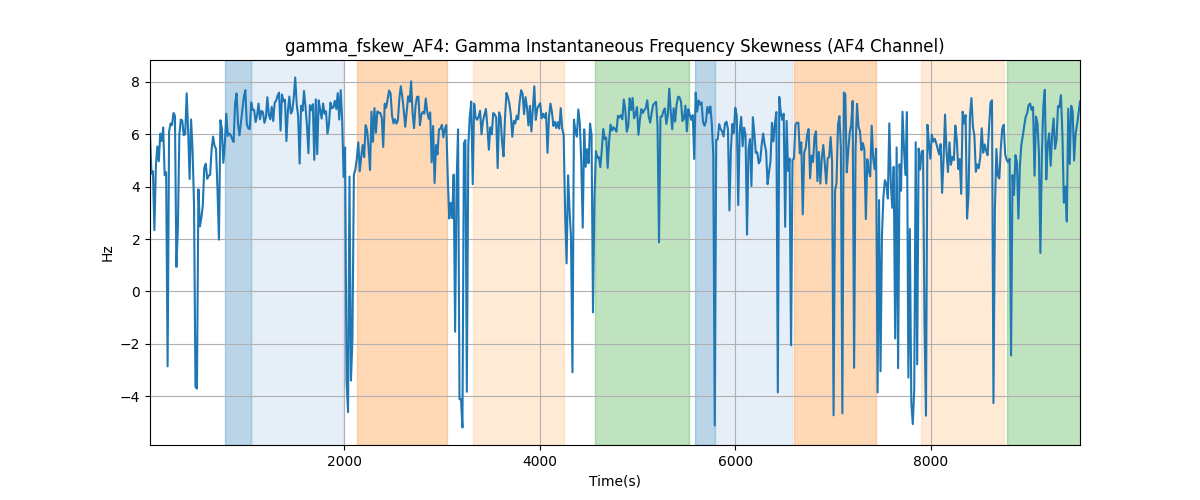 gamma_fskew_AF4: Gamma Instantaneous Frequency Skewness (AF4 Channel)
8
6
4
2
0
−2
−4
Hz
2000 4000 6000 8000
Time(s)